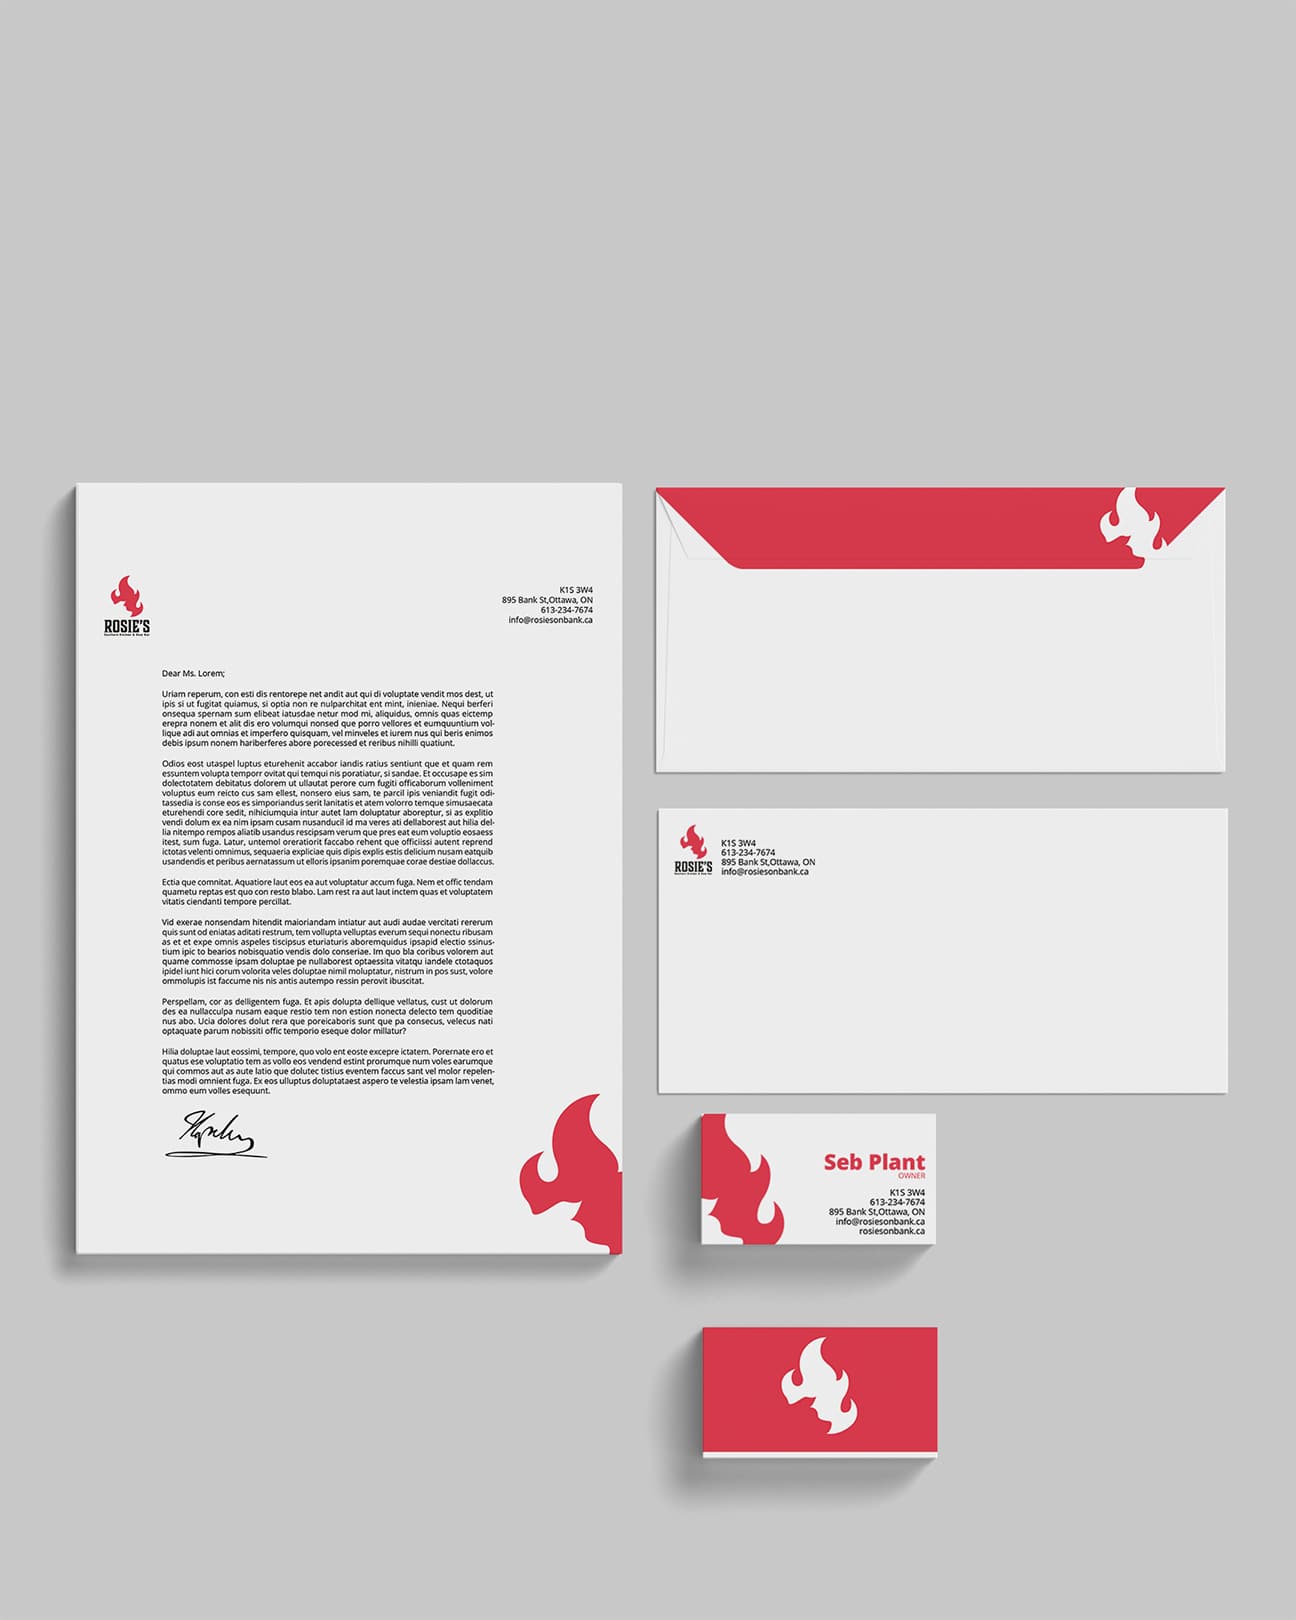 ROSIE'S
Southern Kitchen & Raw Bar
K1S 3W4
895 Bank St,Ottawa, ON
613-234-7674
info@rosiesonbank.ca
Dear Ms. Lorem;
Uriam reperum, con esti dis rentorepe net andit aut qui di voluptate vendit mos dest, ut
ipis si ut fugitat quiamus, si optia non re nulparchitat ent mint, inieniae. Nequi berferi
onsequa spernam sum elibeat iatusdae netur mod mi, aliquidus, omnis quas eictemp
erepra nonem et alit dis ero volumqui nonsed que porro vellores et eumquuntium vol-
lique adi aut omnias et imperfero quisquam, vel minveles et iurem nus qui beris enimos
debis ipsum nonem hariberferes abore porecessed et reribus nihilli quatiunt.
Odios eost utaspel luptus eturehenit accabor iandis ratius sentiunt que et quam rem
essuntem volupta temporr ovitat qui temqui nis poratiatur, si sandae. Et occusape es sim
dolectotatem debitatus dolorem ut ullautat perore cum fugiti officaborum volleniment
voluptus eum reicto cus sam ellest, nonsero eius sam, te parcil ipis veniandit fugit odi-
tassedia is conse eos es simporiandus serit lanitatis et atem volorro temque simusaecata
eturehendi core sedit, nihiciumquia intur autet lam doluptatur aboreptur, si as explitio
vendi dolum ex ea nim ipsam cusam nusanducil id ma veres ati dellaborest aut hilia del-
lia nitempo rempos aliatib usandus rescipsam verum que pres eat eum voluptio eosaess
itest, sum fuga. Latur, untemol oreratiorit faccabo rehent que officiissi autent reprend
ictotas velenti omnimus, sequaeria expliciae quis dipis explis estis delicium nusam eatquib
usandendis et peribus aernatassum ut elloris ipsanim poremquae corae destiae dollaccus.
Ectia que comnitat. Aquatiore laut eos ea aut voluptatur accum fuga. Nem et offic tendam
quametu reptas est quo con resto blabo. Lam rest ra aut laut inctem quas et voluptatem
vitatis ciendanti tempore percillat.
Vid exerae nonsendam hitendit maioriandam intiatur aut audi audae vercitati rererum
quis sunt od eniatas aditati restrum, tem vollupta velluptas everum sequi nonectu ribusam
as et et expe omnis aspeles tiscipsus eturiaturis aboremquidus ipsapid electio ssinus-
tium ipic to bearios nobisquatio vendis dolo conseriae. Im quo bla coribus volorem aut
quame commosse ipsam doluptae pe nullaborest optaessita vitatqu iandele ctotaquos
ipidel iunt hici corum volorita veles doluptae nimil moluptatur, nistrum in pos sust, volore
ommolupis ist faccume nis nis antis autempo ressin perovit ibuscitat.
Perspellam, cor as delligentem fuga. Et apis dolupta dellique vellatus, cust ut dolorum
des ea nullacculpa nusam eaque restio tem non estion nonecta delecto tem quoditiae
nus abo. Ucia dolores dolut rera que poreicaboris sunt que pa consecus, velecus nati
optaquate parum nobissiti offic temporio eseque dolor millatur?
Hilia doluptae laut eossimi, tempore, quo volo ent eoste excepre ictatem. Porernate ero et
quatus ese voluptatio tem as vollo eos vendend estint prorumque num voles earumque
qui commos aut as aute latio que dolutec tistius eventem faccus sant vel molor repelen-
tias modi omnient fuga. Ex eos ulluptus doluptataest aspero te velestia ipsam lam venet,
ommo eum volles esequunt.
ROSIE'S
Southern Kitchen & Raw Bar
K1S 3W4
613-234-7674
895 Bank St,Ottawa, ON
info@rosiesonbank.ca
Seb Plant
OWNER
K1S 3W4
613-234-7674
895 Bank St,Ottawa, ON
info@rosiesonbank.ca
rosiesonbank.ca